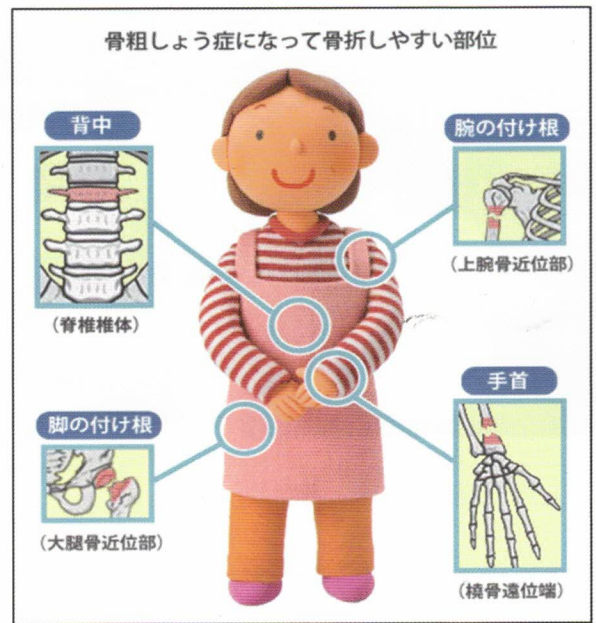 骨粗しょう症になって骨折しやすい部位
背中
(脊椎椎体)
腕の付け根
(上腕骨近位部)
脚の付け根
(大腿骨近位部)
手首
(橈骨遠位端)